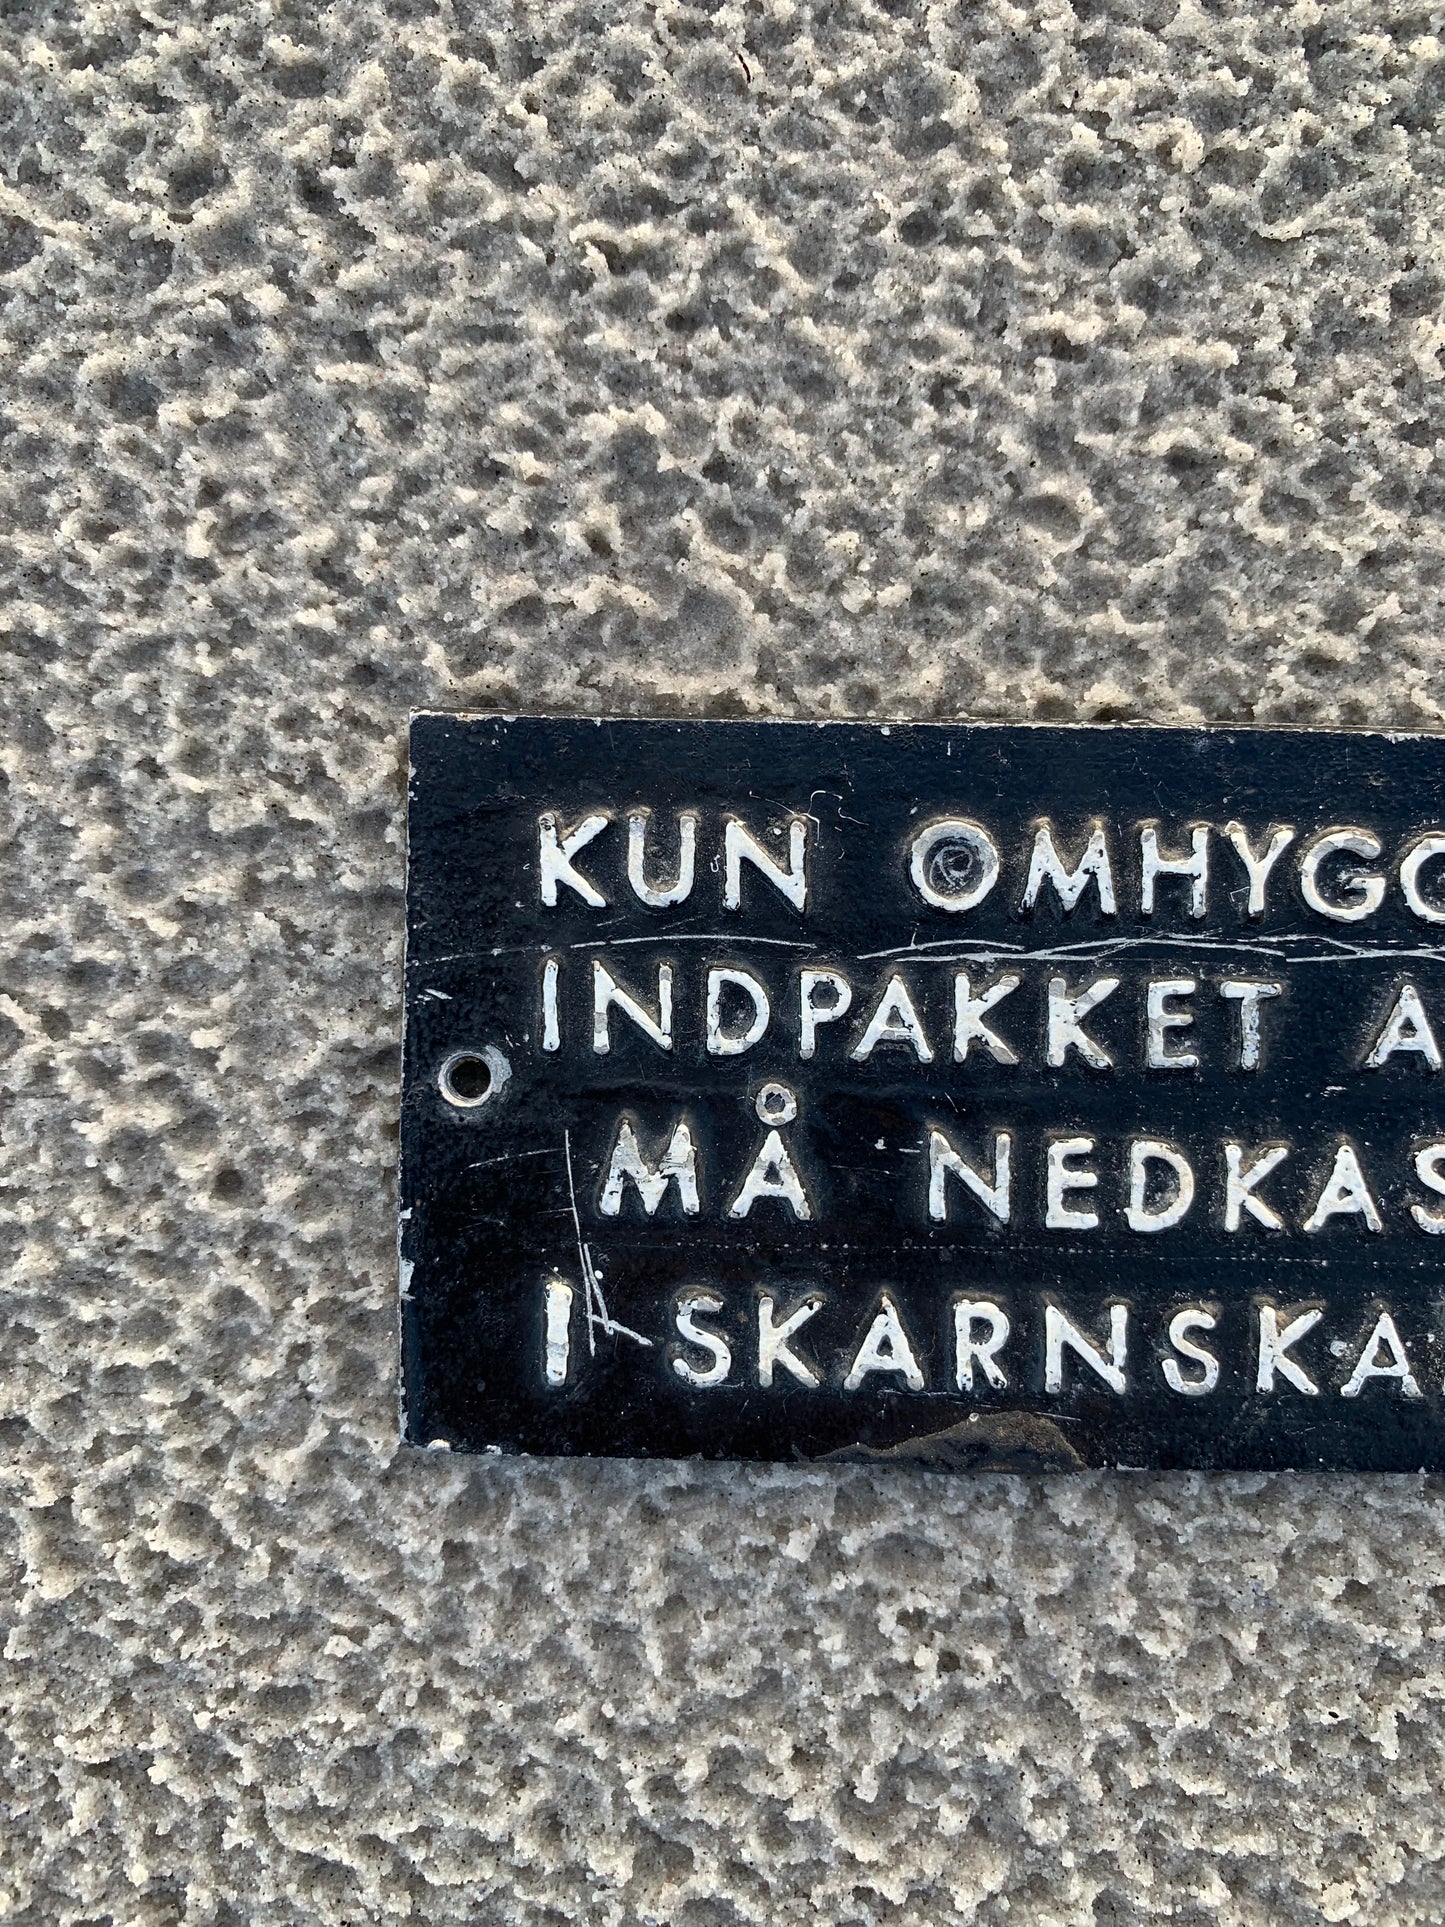 KUN OMHYGG
INDPAKKET A
MÅ NEDKAS
I SKARNSKA